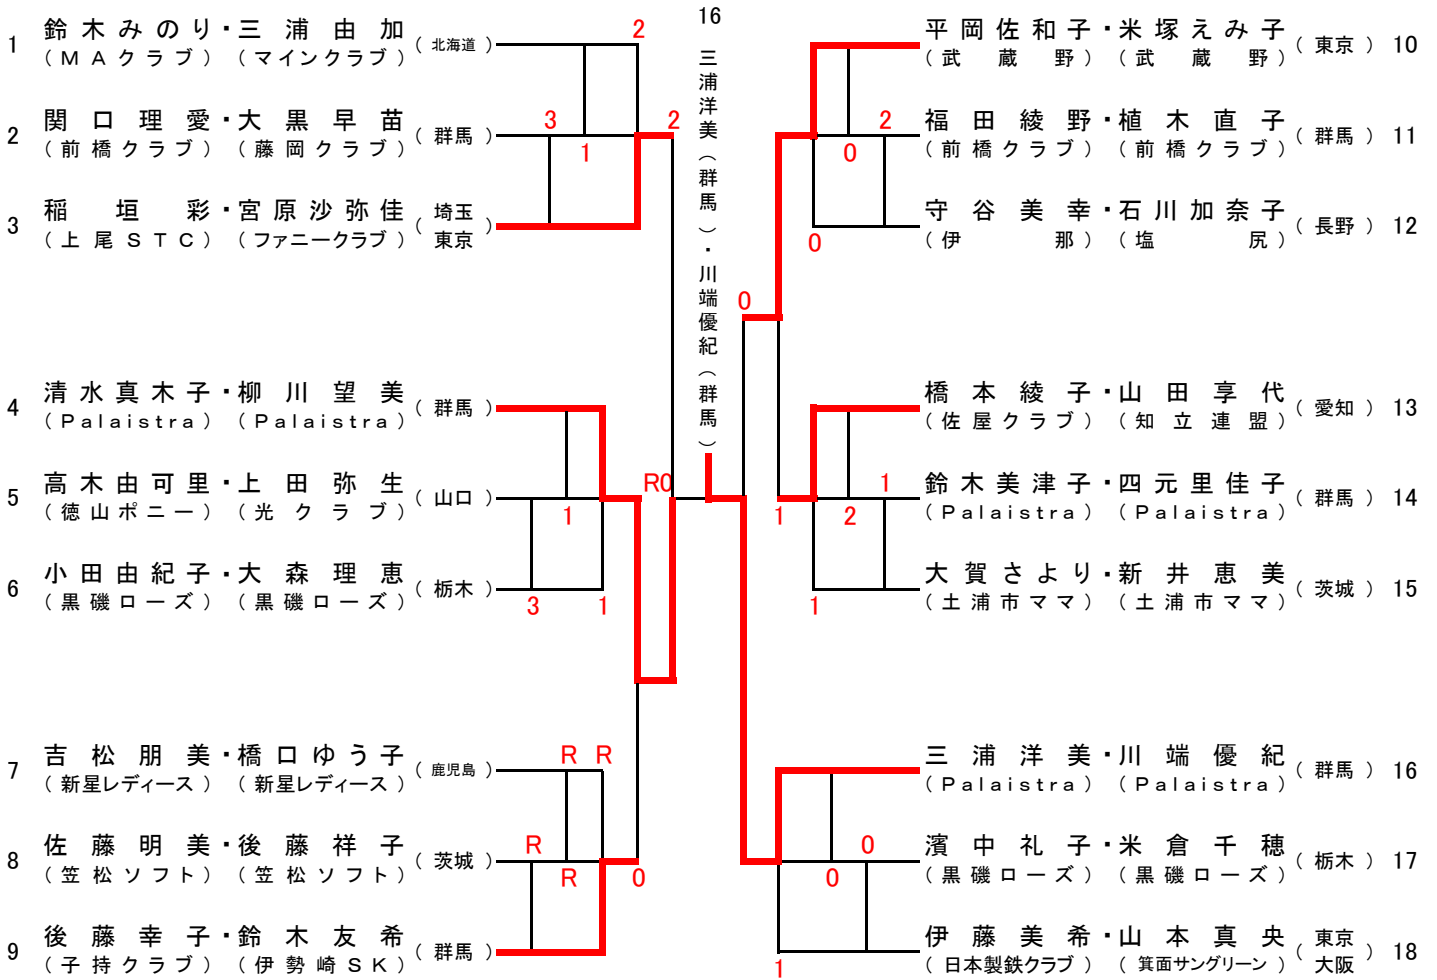 1 鈴木みのり・三浦由加 (北海道)
(MAクラブ) (マインクラブ)
2
2 関口理愛・大黒早苗 (群馬)
(前橋クラブ) (藤岡クラブ)
3
1
2
3 稲垣彩・宮原沙弥佳 (埼玉 東京)
(上尾STC) (ファニークラブ)
4 清水真木子・柳川望美 (群馬)
(Palaistra) (Palaistra)
5 高木由可里・上田弥生 (山口)
(徳山ポニー) (光クラブ)
1
R0
6 小田由紀子・大森理恵 (栃木)
(黒磯ローズ) (黒磯ローズ)
3
1
7 吉松朋美・橋口ゆう子 (鹿児島)
(新星レディース) (新星レディース)
R
R
8 佐藤明美・後藤祥子 (茨城)
(笠松ソフト) (笠松ソフト)
R
R
0
9 後藤幸子・鈴木友希 (群馬)
(子持クラブ) (伊勢崎SK)
16
三浦洋美(群馬)・川端優紀(群馬)
平岡佐和子・米塚えみ子 (東京) 10
(武蔵野) (武蔵野)
福田綾野・植木直子 (群馬) 11
(前橋クラブ) (前橋クラブ)
2
0
守谷美幸・石川加奈子 (長野) 12
(伊那) (塩尻)
0
0
橋本綾子・山田享代 (愛知) 13
(佐屋クラブ) (知立連盟)
鈴木美津子・四元里佳子 (群馬) 14
(Palaistra) (Palaistra)
1
1
2
大賀さより・新井恵美 (茨城) 15
(土浦市ママ) (土浦市ママ)
1
三浦洋美・川端優紀 (群馬) 16
(Palaistra) (Palaistra)
濱中礼子・米倉千穂 (栃木) 17
(黒磯ローズ) (黒磯ローズ)
0
0
伊藤美希・山本真央 (東京 大阪) 18
(日本製鉄クラブ) (箕面サングリーン)
1